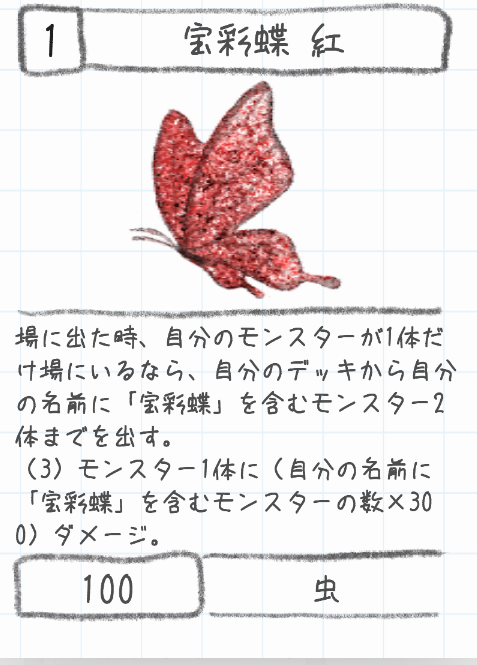 1
宝彩蝶 紅
場に出た時、自分のモンスターが1体だ
け場にいるなら、自分のデッキから自分
の名前に「宝彩蝶」を含むモンスター2
体までを出す。
（3）モンスター1体に（自分の名前に
「宝彩蝶」を含むモンスターの数×30
0）ダメージ。
100
虫